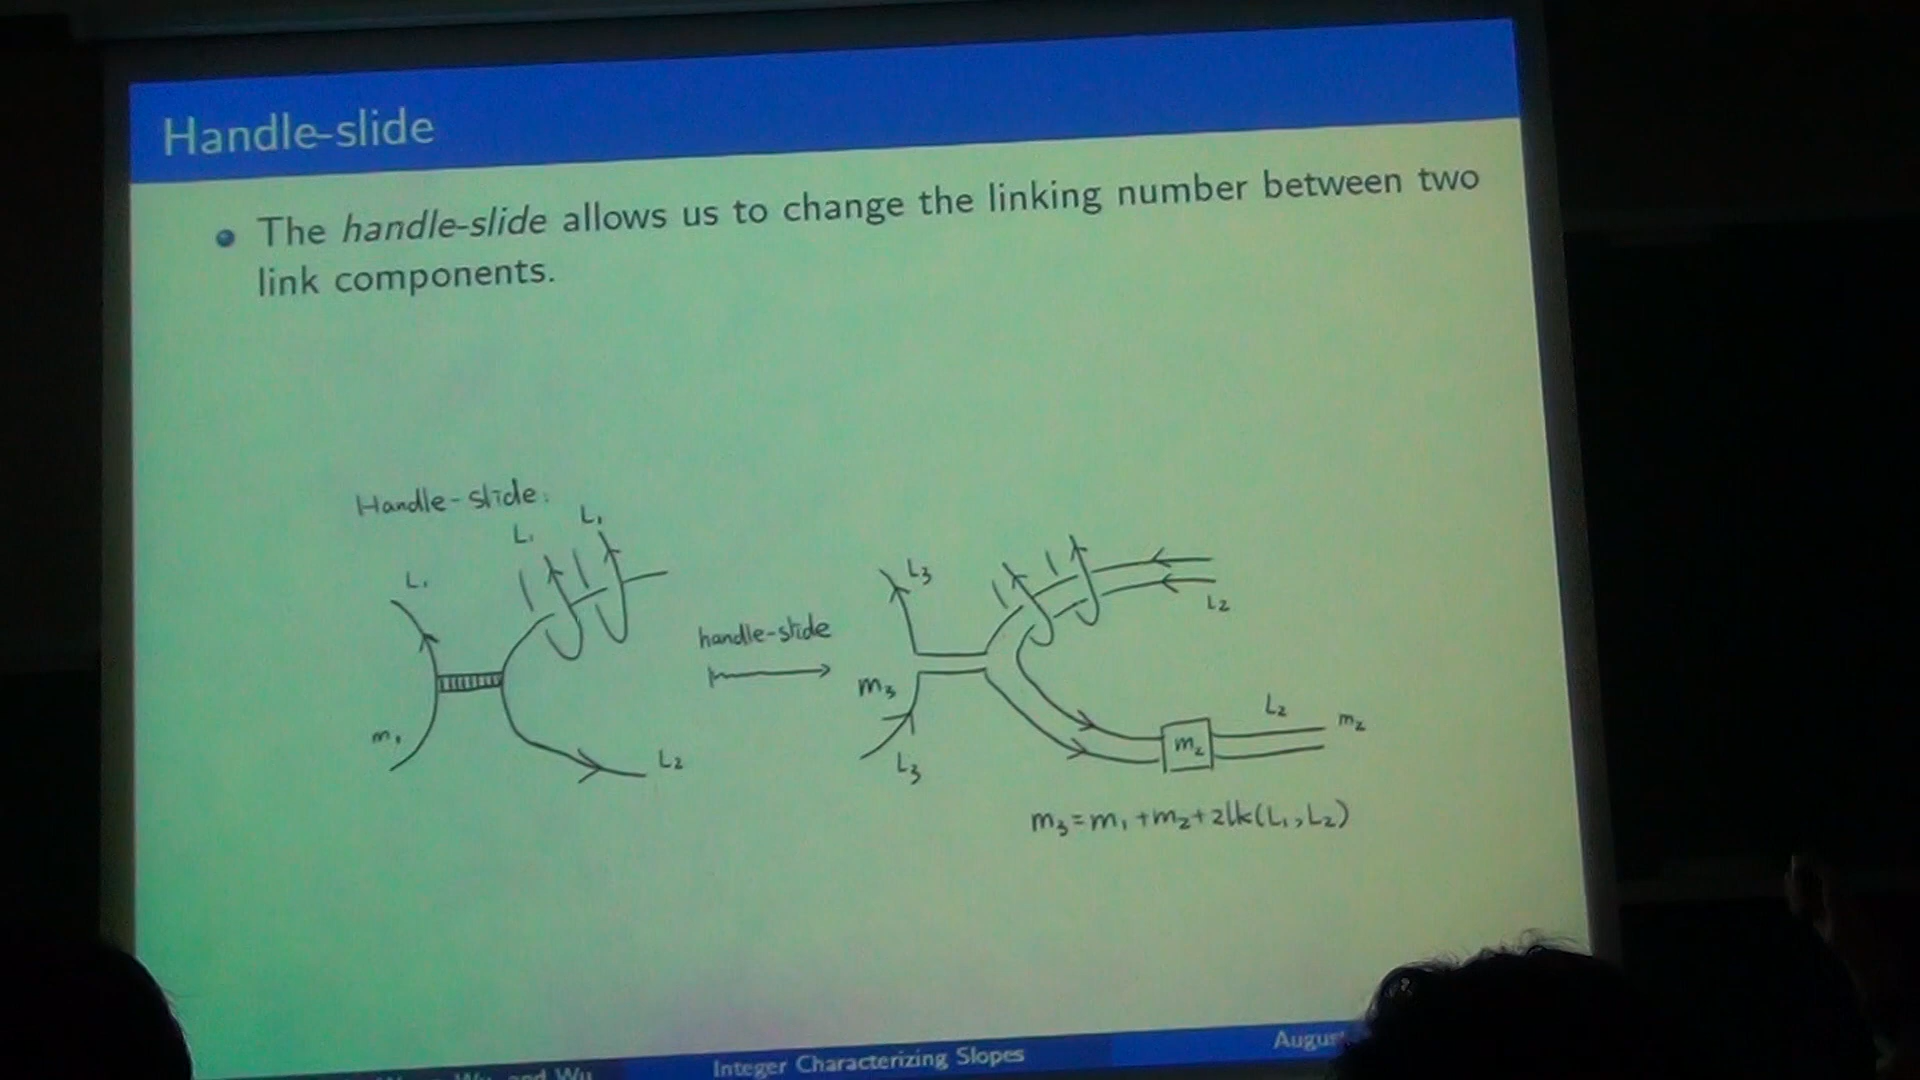 Handle-slide
The handle-slide allows us to change the linking number between two
link components.
Handle-slide:
L₁
L₁
L₁
m₁
L₂
handle-slide
L₃
m₃
L₃
L₂
m₂
L₂
m₂
m₃=m₁+m₂+2lk(L₁,L₂)
and Wu
Integer Characterizing Slopes